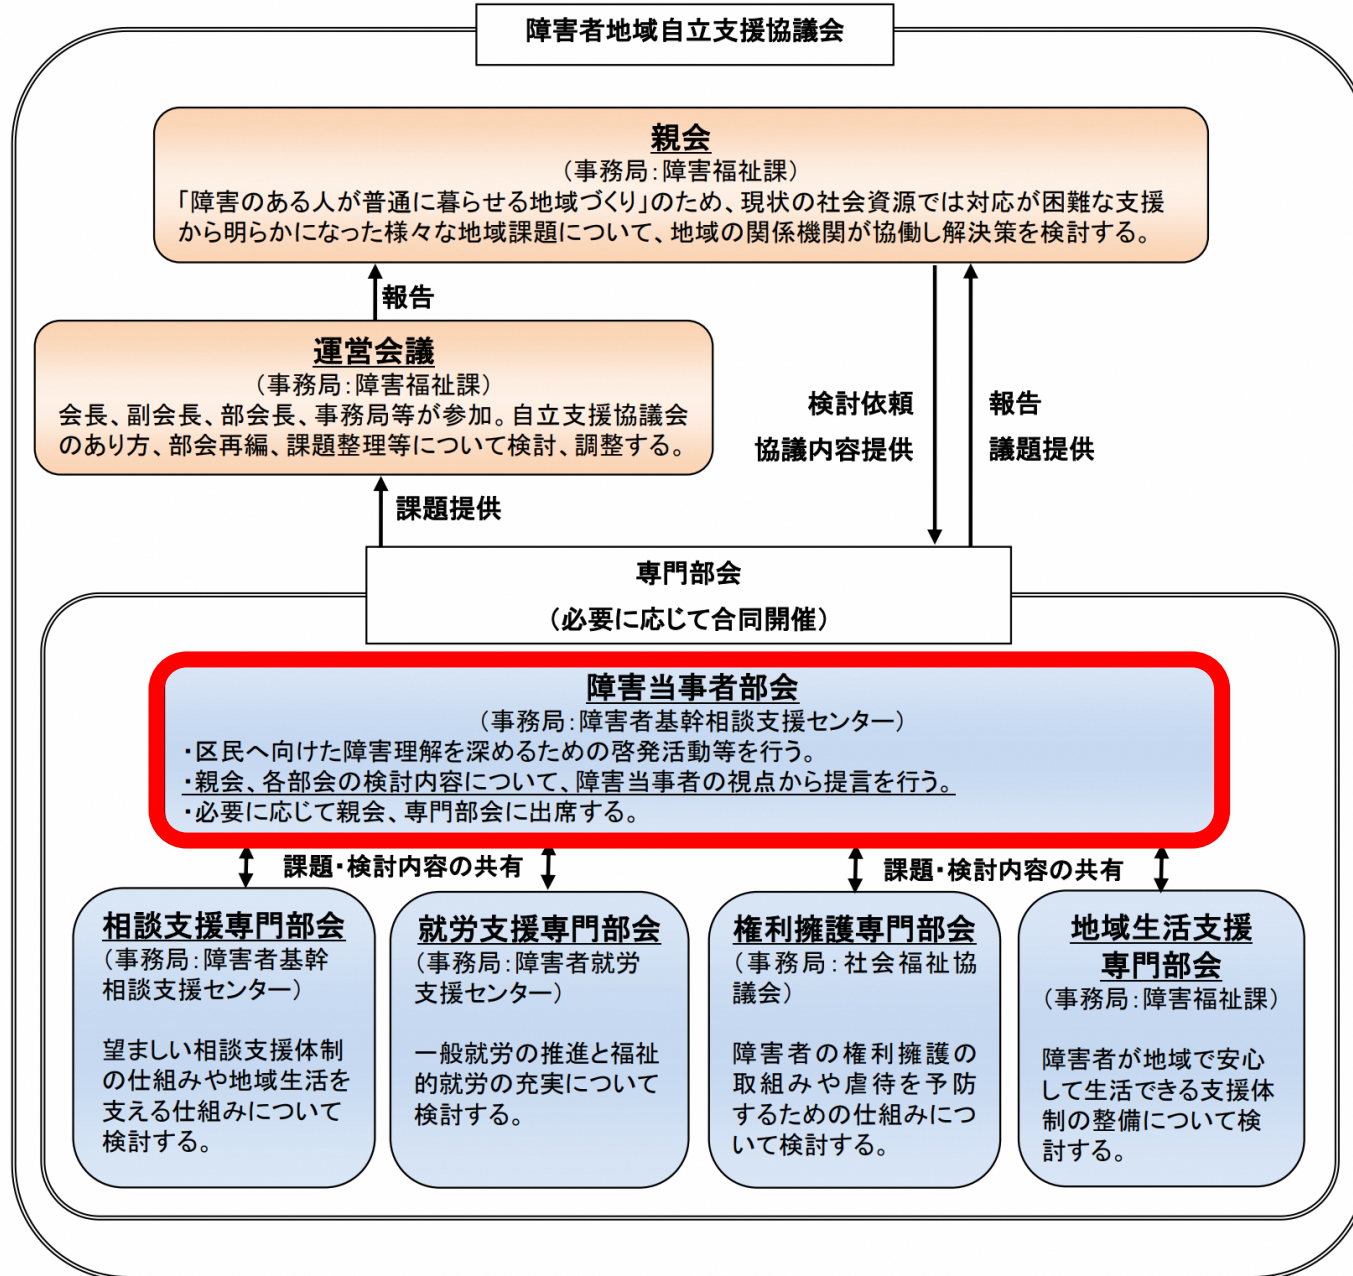 障害者地域自立支援協議会
親会
（事務局：障害福祉課）
「障害のある人が普通に暮らせる地域づくり」のため、現状の社会資源では対応が困難な支援
から明らかになった様々な地域課題について、地域の関係機関が協働し解決策を検討する。
報告
運営会議
（事務局：障害福祉課）
会長、副会長、部会長、事務局等が参加。自立支援協議会
のあり方、部会再編、課題整理等について検討、調整する。
検討依頼
協議内容提供
報告
議題提供
課題提供
専門部会
（必要に応じて合同開催）
障害当事者部会
（事務局：障害者基幹相談支援センター）
・区民へ向けた障害理解を深めるための啓発活動等を行う。
・親会、各部会の検討内容について、障害当事者の視点から提言を行う。
・必要に応じて親会、専門部会に出席する。
課題・検討内容の共有
課題・検討内容の共有
相談支援専門部会
（事務局：障害者基幹
相談支援センター）
望ましい相談支援体制
の仕組みや地域生活を
支える仕組みについて
検討する。
就労支援専門部会
（事務局：障害者就労
支援センター）
一般就労の推進と福祉
的就労の充実について
検討する。
権利擁護専門部会
（事務局：社会福祉協
議会）
障害者の権利擁護の
取組みや虐待を予防
するための仕組みにつ
いて検討する。
地域生活支援
専門部会
（事務局：障害福祉課）
障害者が地域で安心
して生活できる支援体
制の整備について検
討する。